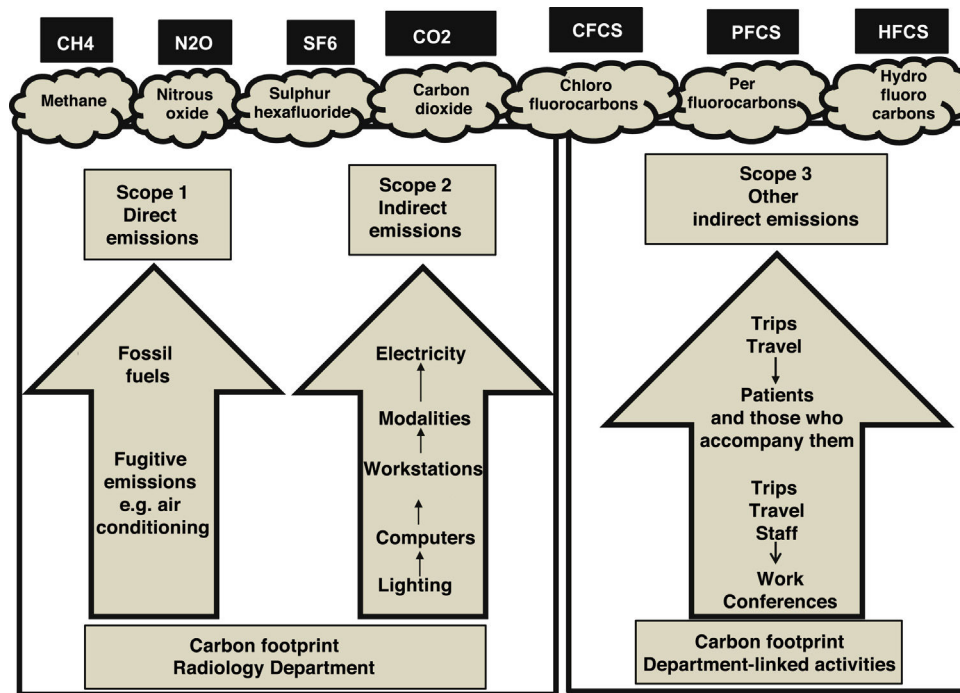 CH4
N2O
SF6
CO2
CFCS
PFCS
HFCS
Methane
Nitrous
oxide
Sulphur
hexafluoride
Carbon
dioxide
Chloro
fluorocarbons
Per
fluorocarbons
Hydro
fluoro
carbons
Scope 1
Direct
emissions
Scope 2
Indirect
emissions
Scope 3
Other
indirect emissions
Fossil
fuels
Fugitive
emissions
e.g. air
conditioning
Electricity
Modalities
Workstations
Computers
Lighting
Trips
Travel
Patients
and those who
accompany them
Trips
Travel
Staff
Work
Conferences
Carbon footprint
Radiology Department
Carbon footprint
Department-linked activities